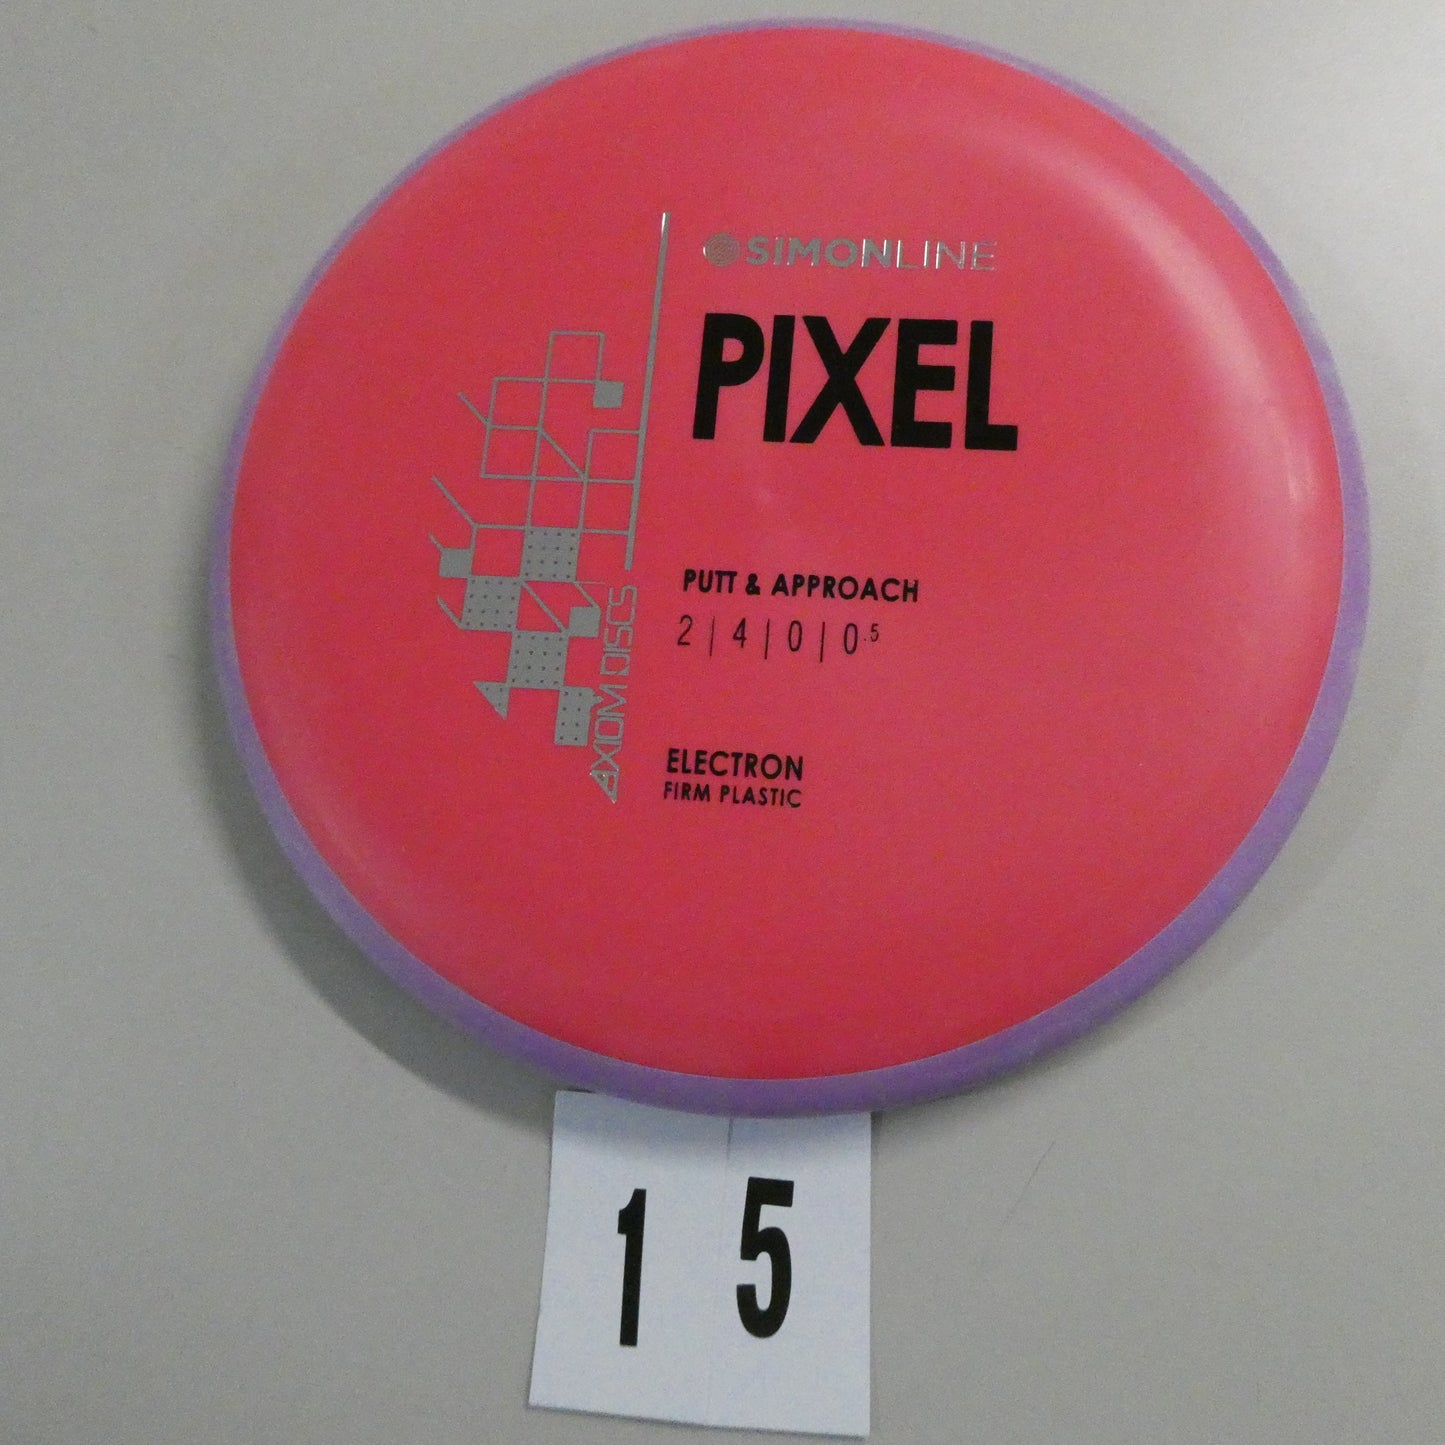 SIMONLINE
PIXEL
PUTT & APPROACH
2 | 4 | 0 | 0.5
AXIOM DISCS
ELECTRON
FIRM PLASTIC
1 5